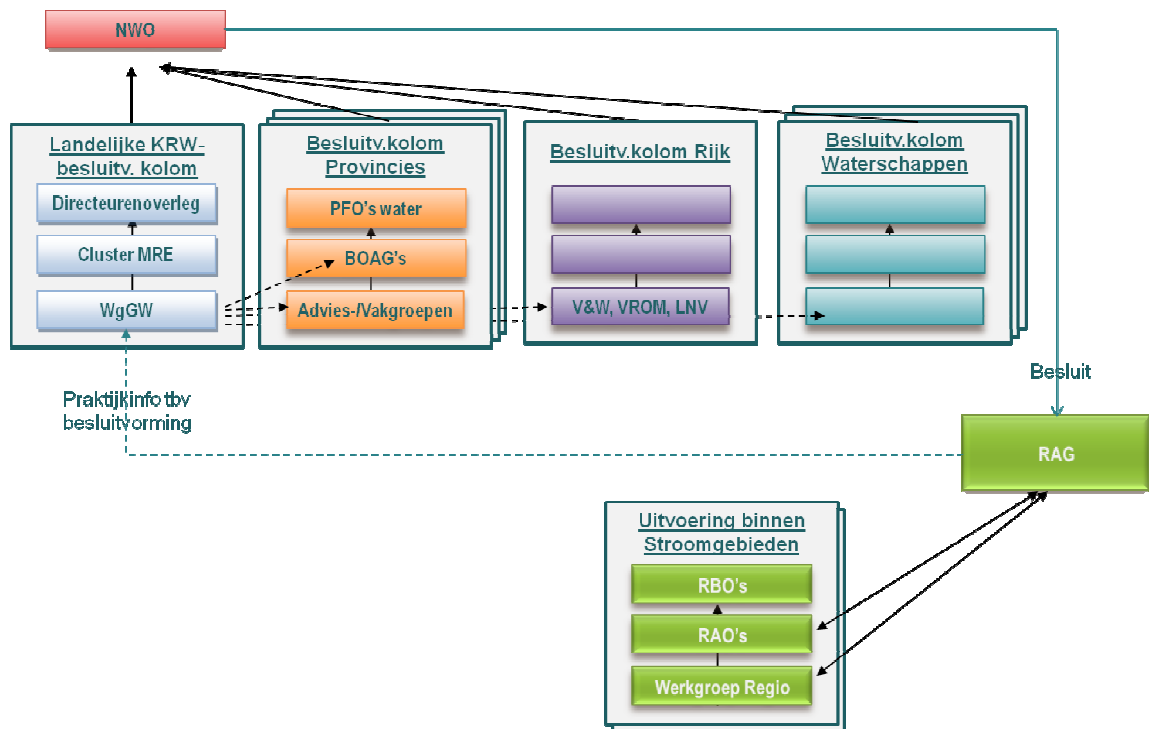 NWO
Landelijke KRW-
besluitv. kolom
Directeurenoverleg
Cluster MRE
WgGW
Besluitv.kolom
Provincies
PFO's water
BOAG's
Advies-/Vakgroepen
Besluitv.kolom Rijk
V&W, VROM, LNV
Besluitv.kolom
Waterschappen
Besluit
Praktijkinfo tbv
besluitvorming
RAG
Uitvoering binnen
Stroomgebieden
RBO's
RAO's
Werkgroep Regio